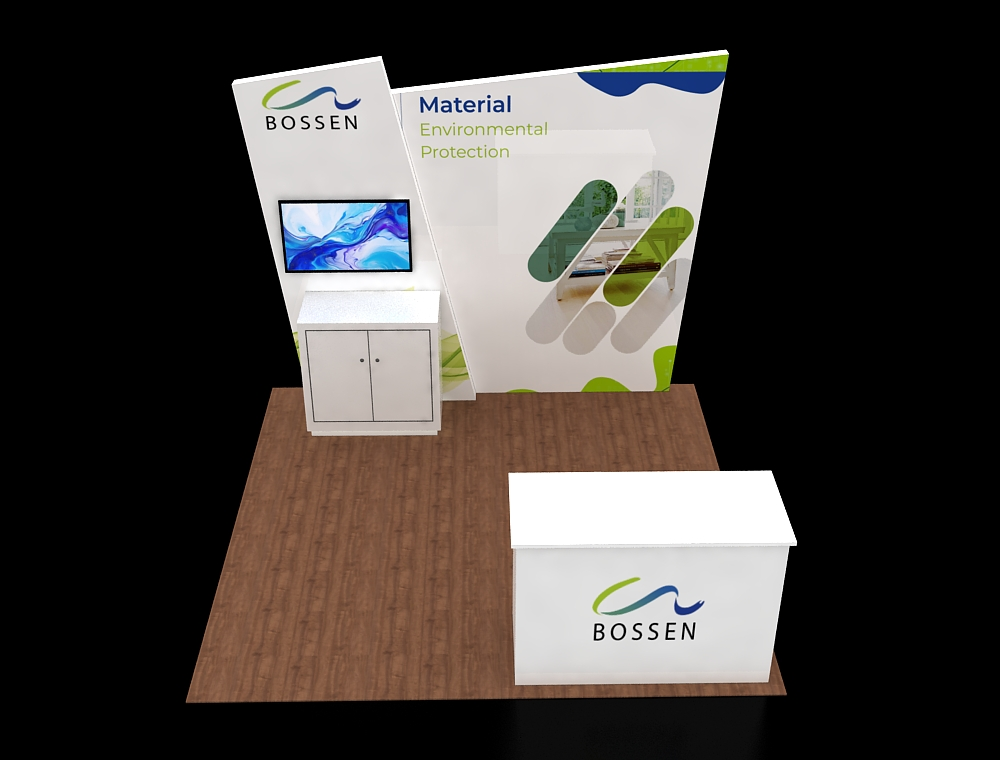 BOSSEN
Material
Environmental
Protection
BOSSEN